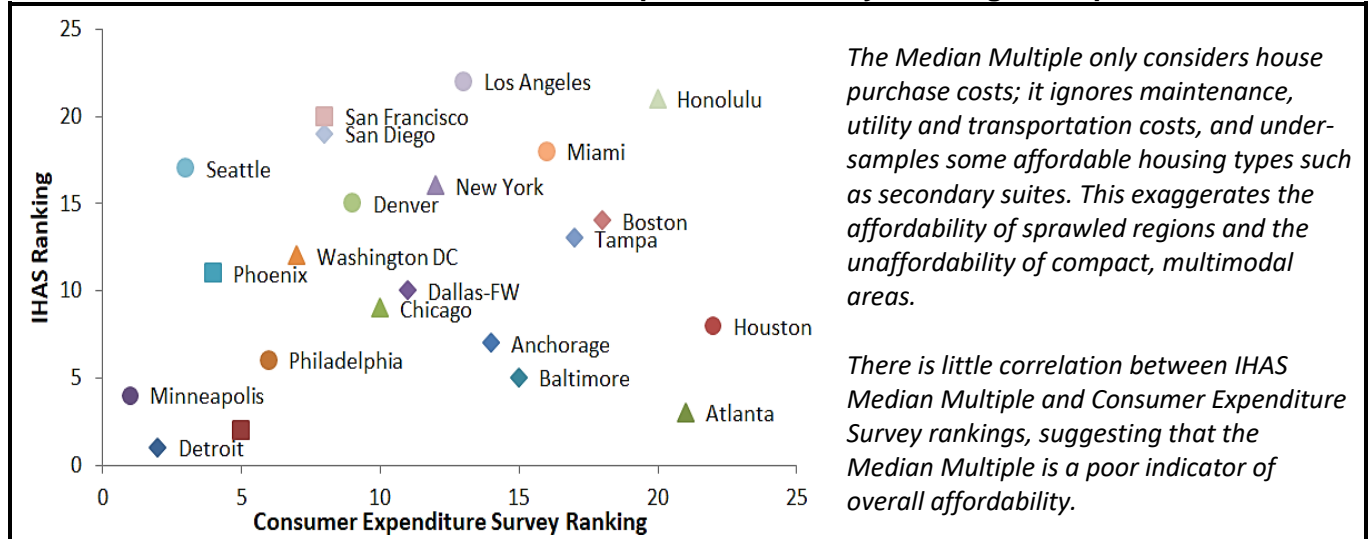 25
20
15
10
5
0
IHAS Ranking
Los Angeles
Honolulu
San Francisco
San Diego
Miami
Seattle
New York
Denver
Boston
Tampa
Washington DC
Phoenix
Dallas-FW
Chicago
Houston
Anchorage
Philadelphia
Baltimore
Minneapolis
Atlanta
Detroit
0 5 10 15 20 25
Consumer Expenditure Survey Ranking
The Median Multiple only considers house
purchase costs; it ignores maintenance,
utility and transportation costs, and under-
samples some affordable housing types such
as secondary suites. This exaggerates the
affordability of sprawled regions and the
unaffordability of compact, multimodal
areas.
There is little correlation between IHAS
Median Multiple and Consumer Expenditure
Survey rankings, suggesting that the
Median Multiple is a poor indicator of
overall affordability.